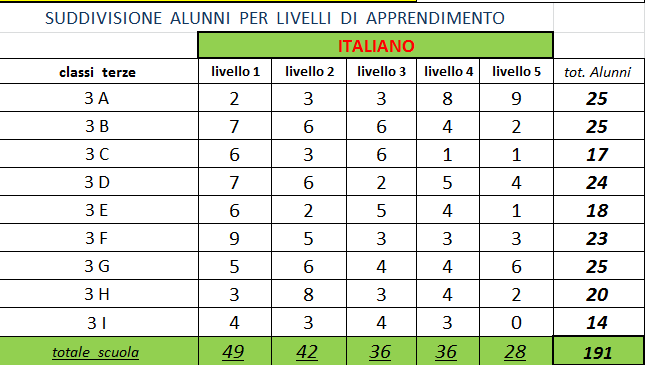 SUDDIVISIONE ALUNNI PER LIVELLI DI APPRENDIMENTO
ITALIANO
classi terze livello 1 livello 2 livello 3 livello 4 livello 5 tot. Alunni
3 A 2 3 3 8 9 25
3 B 7 6 6 4 2 25
3 C 6 3 6 1 1 17
3 D 7 6 2 5 4 24
3 E 6 2 5 4 1 18
3 F 9 5 3 3 3 23
3 G 5 6 4 4 6 25
3 H 3 8 3 4 2 20
3 I 4 3 4 3 0 14
totale scuola 49 42 36 36 28 191